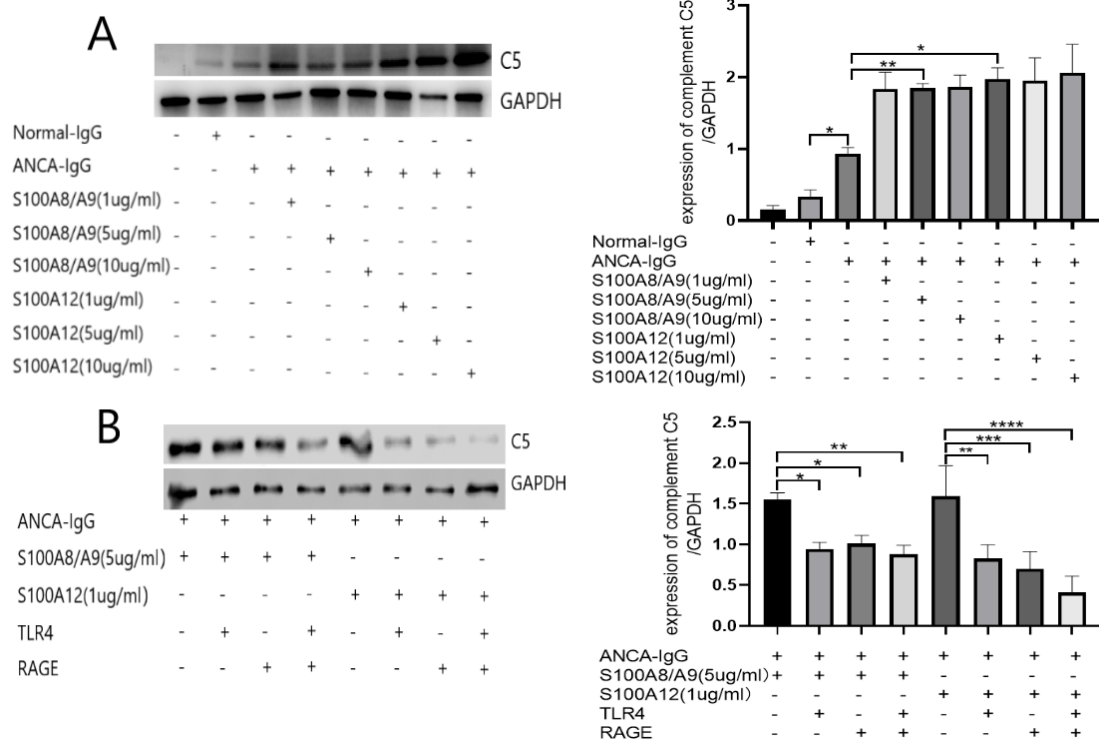 A
C5
GAPDH
Normal-IgG - + - - - - - - -
ANCA-IgG - - + + + + + + +
S100A8/A9(1ug/ml) - - - + - - - - -
S100A8/A9(5ug/ml) - - - - + - - - -
S100A8/A9(10ug/ml) - - - - - + - - -
S100A12(1ug/ml) - - - - - - + - -
S100A12(5ug/ml) - - - - - - - + -
S100A12(10ug/ml) - - - - - - - - +
expression of complement C5
/GAPDH
3
2
1
0
*
**
*
Normal-IgG - + - - - - - - -
ANCA-IgG - - + + + + + + +
S100A8/A9(1ug/ml) - - - + - - - - -
S100A8/A9(5ug/ml) - - - - + - - - -
S100A8/A9(10ug/ml) - - - - - + - - -
S100A12(1ug/ml) - - - - - - + - -
S100A12(5ug/ml) - - - - - - - + -
S100A12(10ug/ml) - - - - - - - - +
B
C5
GAPDH
ANCA-IgG + + + + + + + +
S100A8/A9(5ug/ml) + + + + - - - -
S100A12(1ug/ml) - - - - + + + +
TLR4 - + - + - + - +
RAGE - - + + - - + +
expression of complement C5
/GAPDH
2.5
2.0
1.5
1.0
0.5
0.0
**
*
*
****
***
**
ANCA-IgG + + + + + + + +
S100A8/A9(5ug/ml) + + + + - - - -
S100A12(1ug/ml) - - - - + + + +
TLR4 - + - + - + - +
RAGE - - + + - - + +